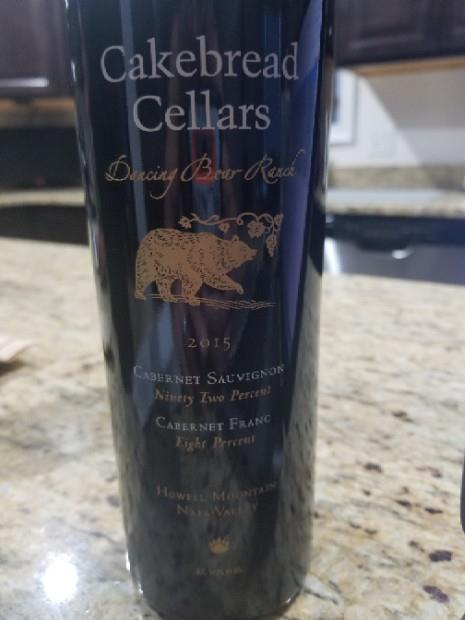 Cakebread
Cellars
Dancing Bear Ranch
2015
CABERNET SAUVIGNON
Ninety Two Percent
CABERNET FRANC
Eight Percent
HOWELL MOUNTAIN
NAPA VALLEY